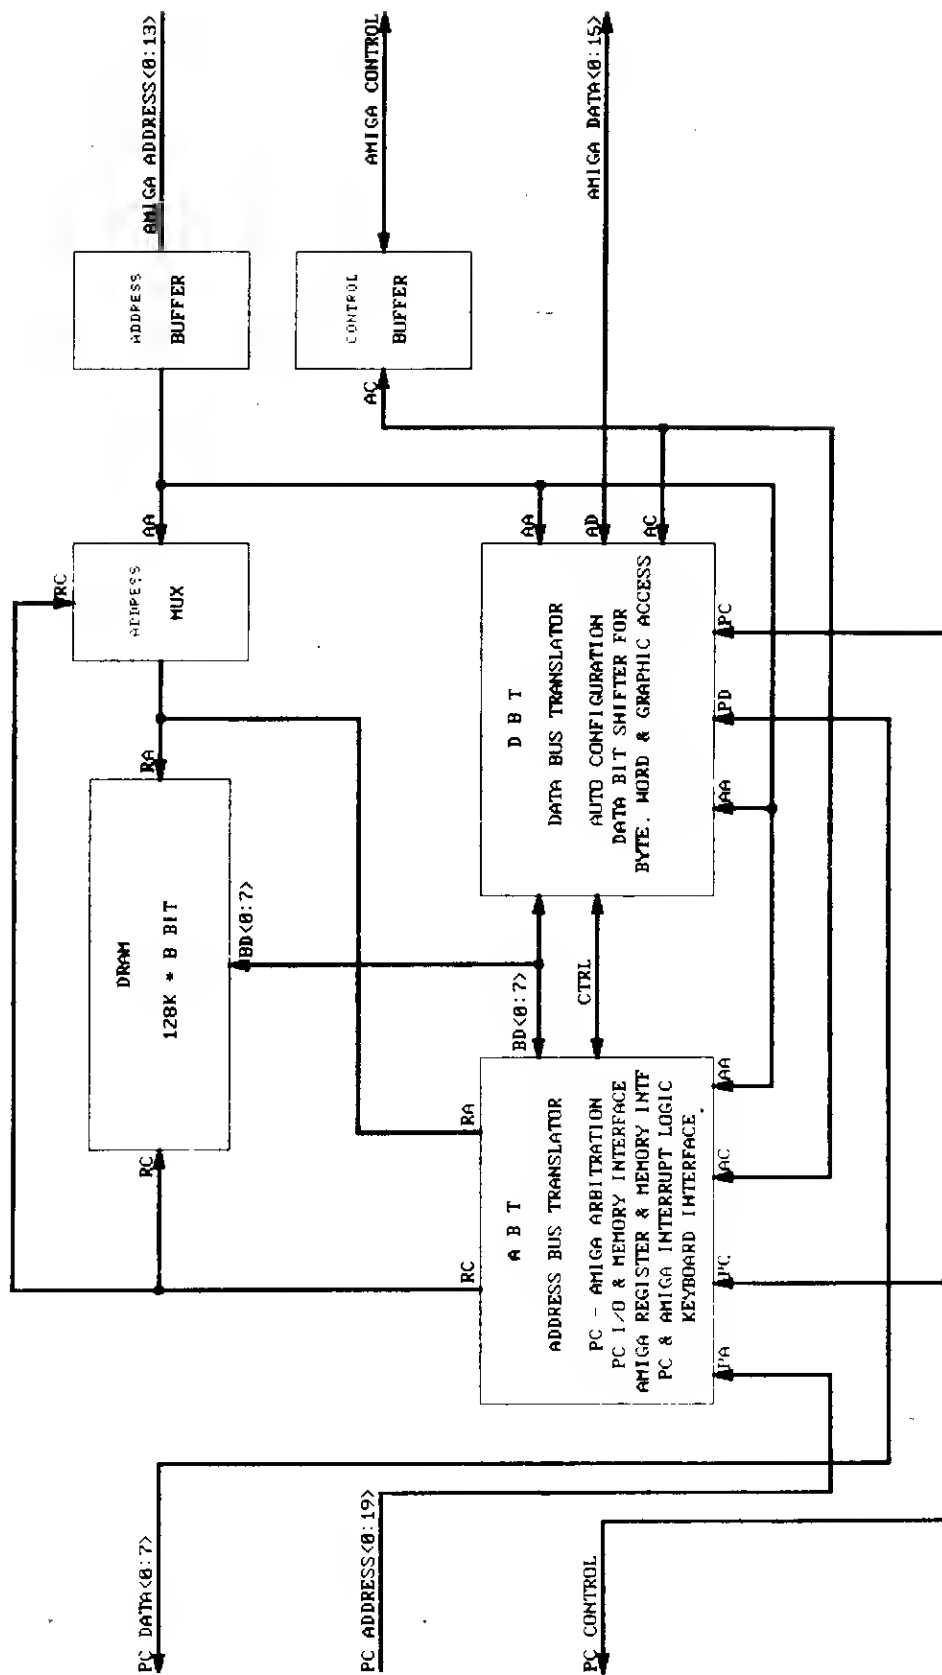 RC
PC DATA<0:7>
RC
DRAM
128K * 8 BIT
RA
ADDRESS
MUX
AA
ADDRESS
BUFFER
AMIGA ADDRESS<0:13>
BD<0:7>
PC ADDRESS<0:19>
CONTROL
BUFFER
AC
AMIGA CONTROL
RC
RA
BD<0:7>
CTRL
AA
AD
AC
AMIGA DATA<0:15>
PC CONTROL
A B T
ADDRESS BUS TRANSLATOR
PC - AMIGA ARBITRATION
PC I/O & MEMORY INTERFACE
AMIGA REGISTER & MEMORY INTF
PC & AMIGA INTERRUPT LOGIC
KEYBOARD INTERFACE.
D B T
DATA BUS TRANSLATOR
AUTO CONFIGURATION
DATA BIT SHIFTER FOR
BYTE, WORD & GRAPHIC ACCESS
PA
PC
AC
AA
AA
PD
PC